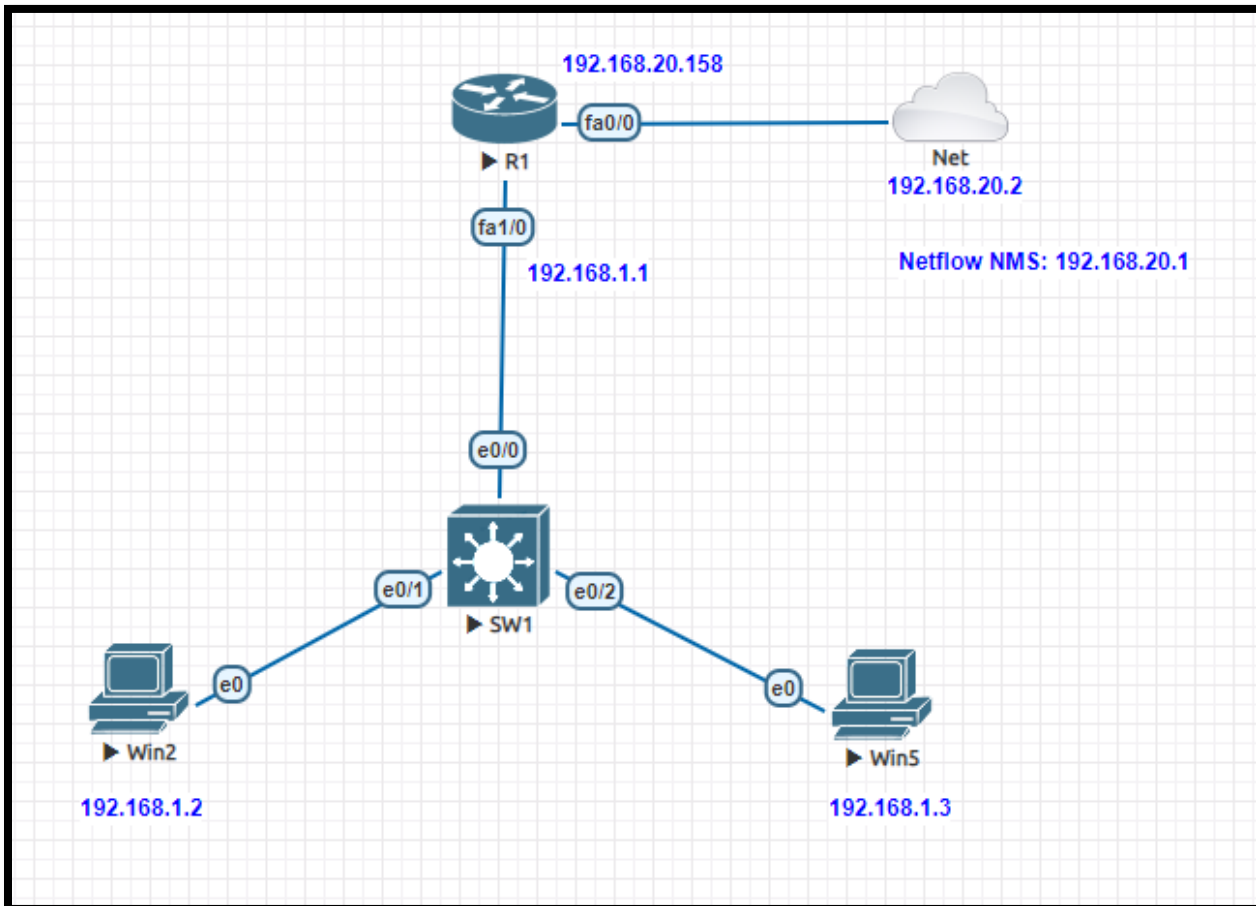 192.168.20.158
fa0/0
R1
Net
192.168.20.2
fa1/0
192.168.1.1
Netflow NMS: 192.168.20.1
e0/0
e0/1
e0/2
SW1
e0
e0
Win2
Win5
192.168.1.2
192.168.1.3